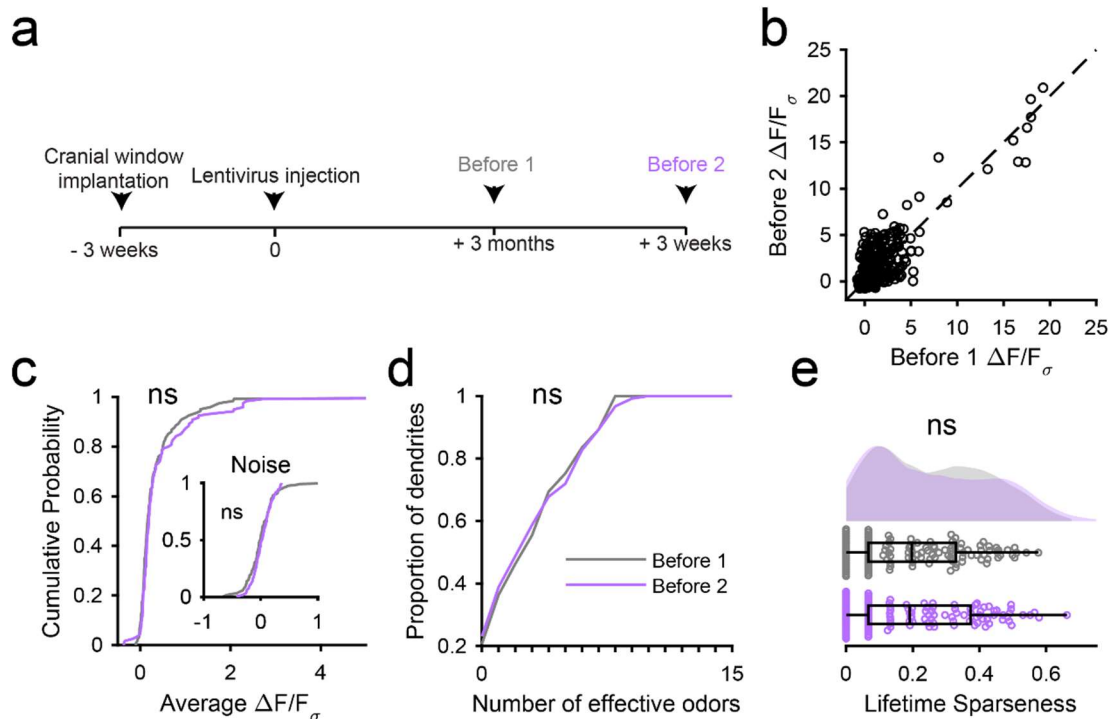 a
Cranial window
implantation
Lentivirus injection
Before 1
Before 2
- 3 weeks
0
+ 3 months
+ 3 weeks
b
25
20
15
10
5
0
Before 2 ΔF/Fσ
0 5 10 15 20 25
Before 1 ΔF/Fσ
c
ns
1
0.8
0.6
0.4
0.2
0
Cumulative Probability
Noise
ns
1
0.5
0
-1 0 1
0 2 4
Average ΔF/Fσ
d
ns
1
0.8
0.6
0.4
0.2
Proportion of dendrites
Before 1
Before 2
0 15
Number of effective odors
e
ns
0 0.2 0.4 0.6
Lifetime Sparseness